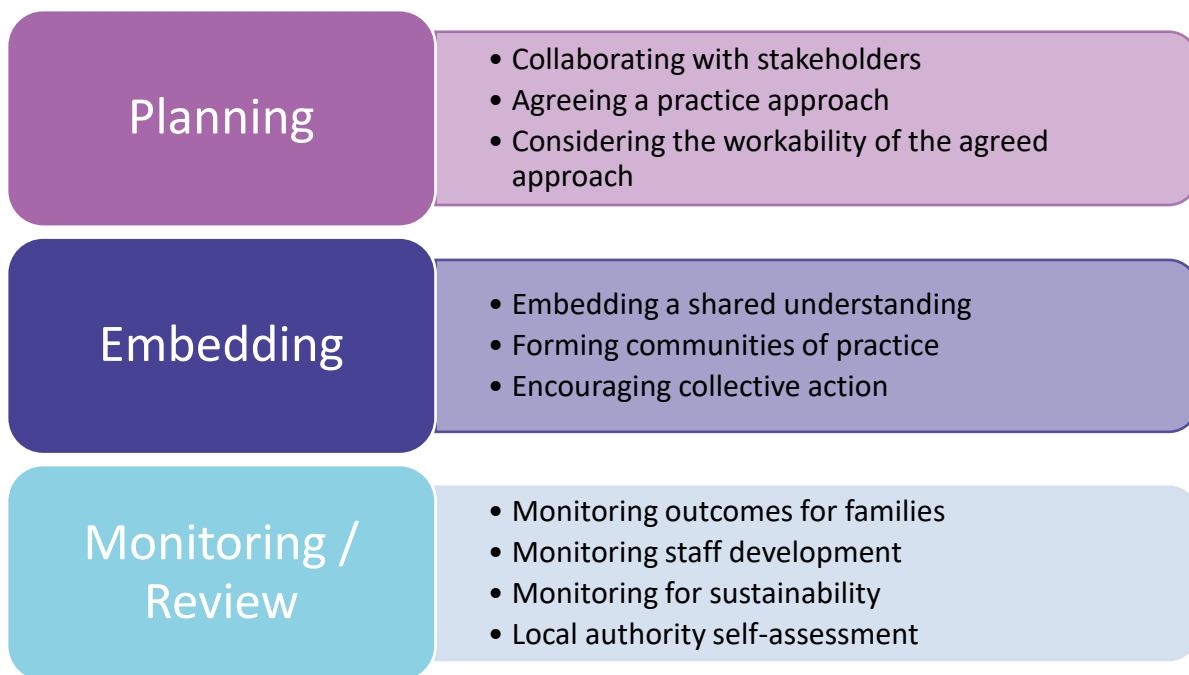 Planning
• Collaborating with stakeholders
• Agreeing a practice approach
• Considering the workability of the agreed
approach
Embedding
• Embedding a shared understanding
• Forming communities of practice
• Encouraging collective action
Monitoring /
Review
• Monitoring outcomes for families
• Monitoring staff development
• Monitoring for sustainability
• Local authority self-assessment